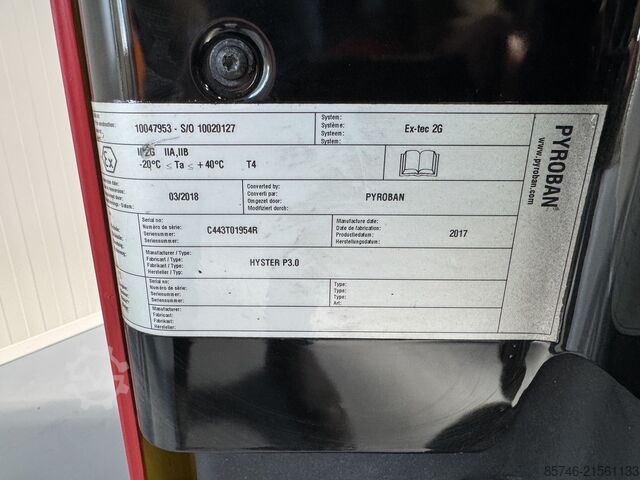 10047953 - S/O 10020127
System:
Système:
Systeem:
System:
Ex-tec 2G
Ex
2G IIA,IIB
-20°C ≤ Ta ≤ +40°C T4
03/2018
Converted by:
Converti par:
Omgezet door:
Modifiziert durch:
PYROBAN
Serial no:
Numéro de série:
Serienummer:
Seriennummer:
C443T01954R
Manufacture date:
Date de fabrication:
Productiedatum:
Herstellungsdatum:
2017
Manufacturer / Type:
Fabricant / Type:
Fabrikant / Type:
Hersteller / Typ:
HYSTER P3.0
Serial no:
Numéro de série:
Serienummer:
Seriennummer:
Type:
Type:
Type:
Art:
Manufacturer:
Fabricant:
Fabrikant:
Hersteller:
PYROBAN
www.pyroban.com
85746-21561133